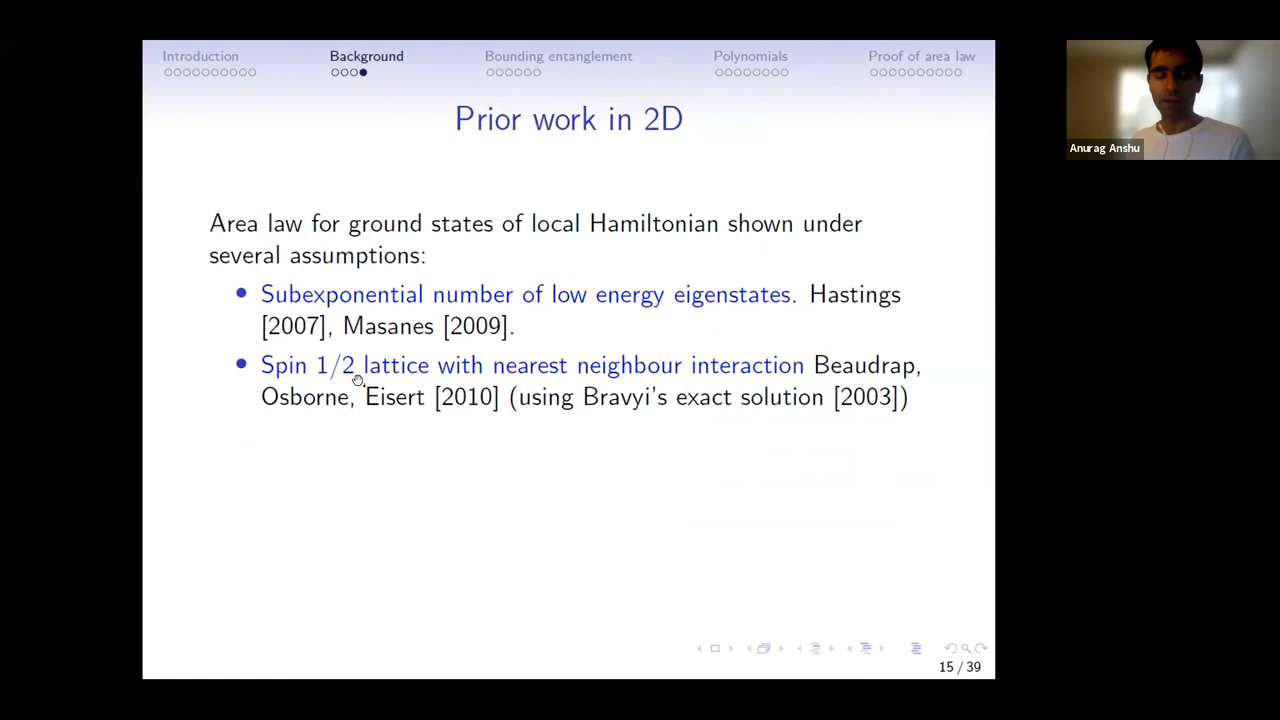 Introduction Background Bounding entanglement Polynomials Proof of area law
Prior work in 2D
Area law for ground states of local Hamiltonian shown under
several assumptions:
Subexponential number of low energy eigenstates. Hastings
[2007], Masanes [2009].
Spin 1/2 lattice with nearest neighbour interaction Beaudrap,
Osborne, Eisert [2010] (using Bravyi's exact solution [2003])
15 / 39
Anurag Anshu